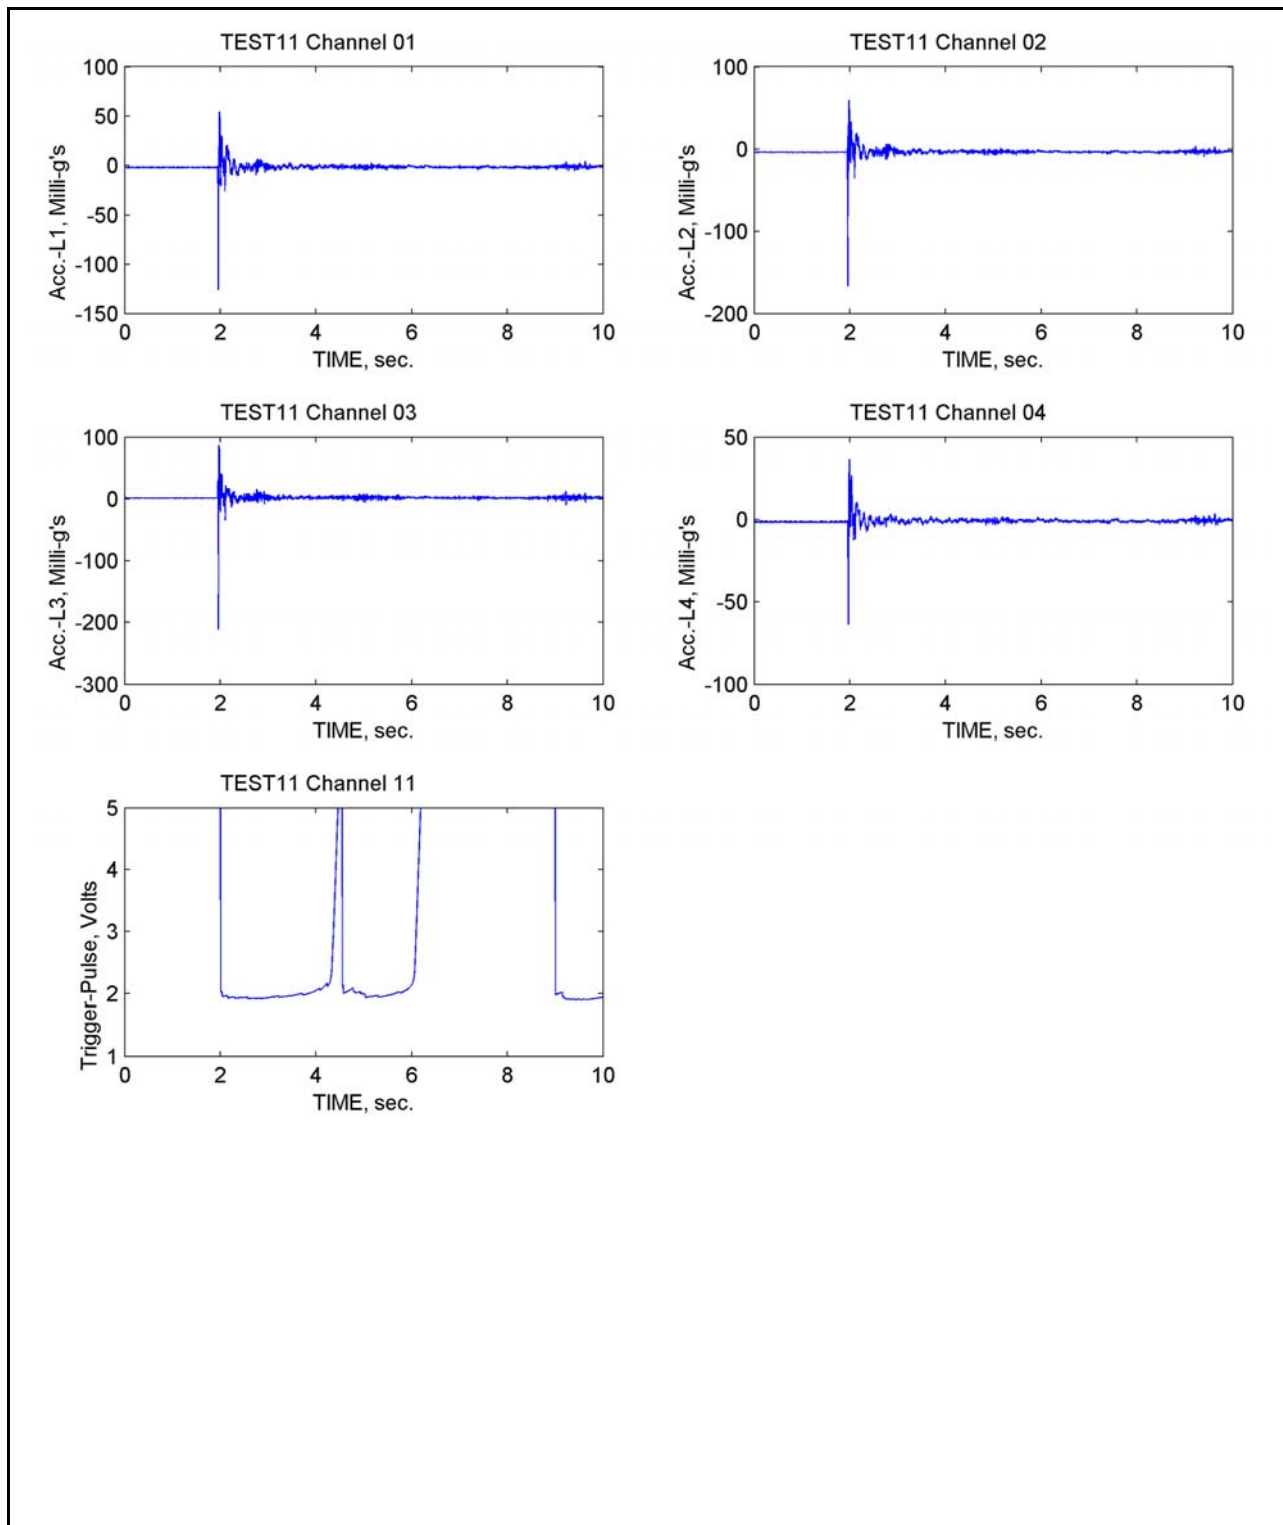 TEST11 Channel 01
100
50
0
-50
-100
-150
Acc.-L1, Milli-g's
0 2 4 6 8 10
TIME, sec.
TEST11 Channel 02
100
0
-100
-200
Acc.-L2, Milli-g's
0 2 4 6 8 10
TIME, sec.
TEST11 Channel 03
100
0
-100
-200
-300
Acc.-L3, Milli-g's
0 2 4 6 8 10
TIME, sec.
TEST11 Channel 04
50
0
-50
-100
Acc.-L4, Milli-g's
0 2 4 6 8 10
TIME, sec.
TEST11 Channel 11
5
4
3
2
1
Trigger-Pulse, Volts
0 2 4 6 8 10
TIME, sec.